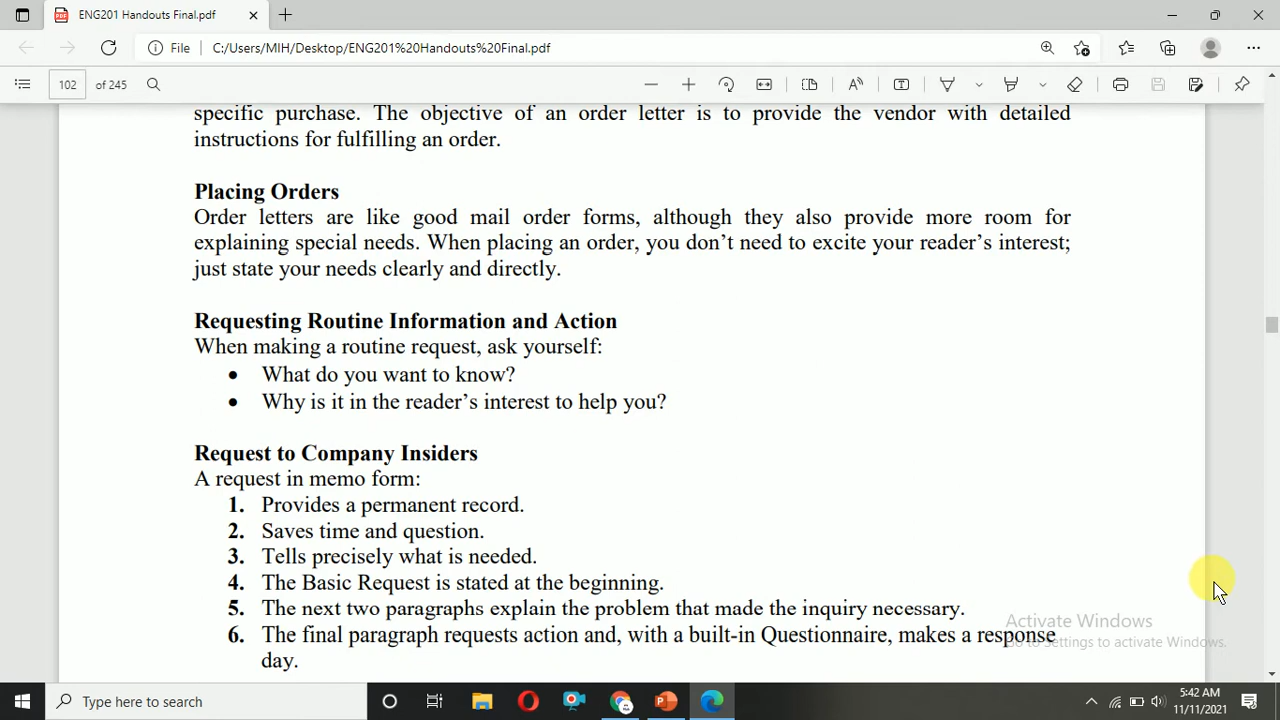 ENG201 Handouts Final.pdf
File C:/Users/MIH/Desktop/ENG201%20Handouts%20Final.pdf
102 of 245
specific purchase. The objective of an order letter is to provide the vendor with detailed
instructions for fulfilling an order.
Placing Orders
Order letters are like good mail order forms, although they also provide more room for
explaining special needs. When placing an order, you don’t need to excite your reader’s interest;
just state your needs clearly and directly.
Requesting Routine Information and Action
When making a routine request, ask yourself:
• What do you want to know?
• Why is it in the reader’s interest to help you?
Request to Company Insiders
A request in memo form:
1. Provides a permanent record.
2. Saves time and question.
3. Tells precisely what is needed.
4. The Basic Request is stated at the beginning.
5. The next two paragraphs explain the problem that made the inquiry necessary.
6. The final paragraph requests action and, with a built-in Questionnaire, makes a response
day.
Activate Windows
Go to Settings to activate Windows.
Type here to search
5:42 AM
11/11/2021